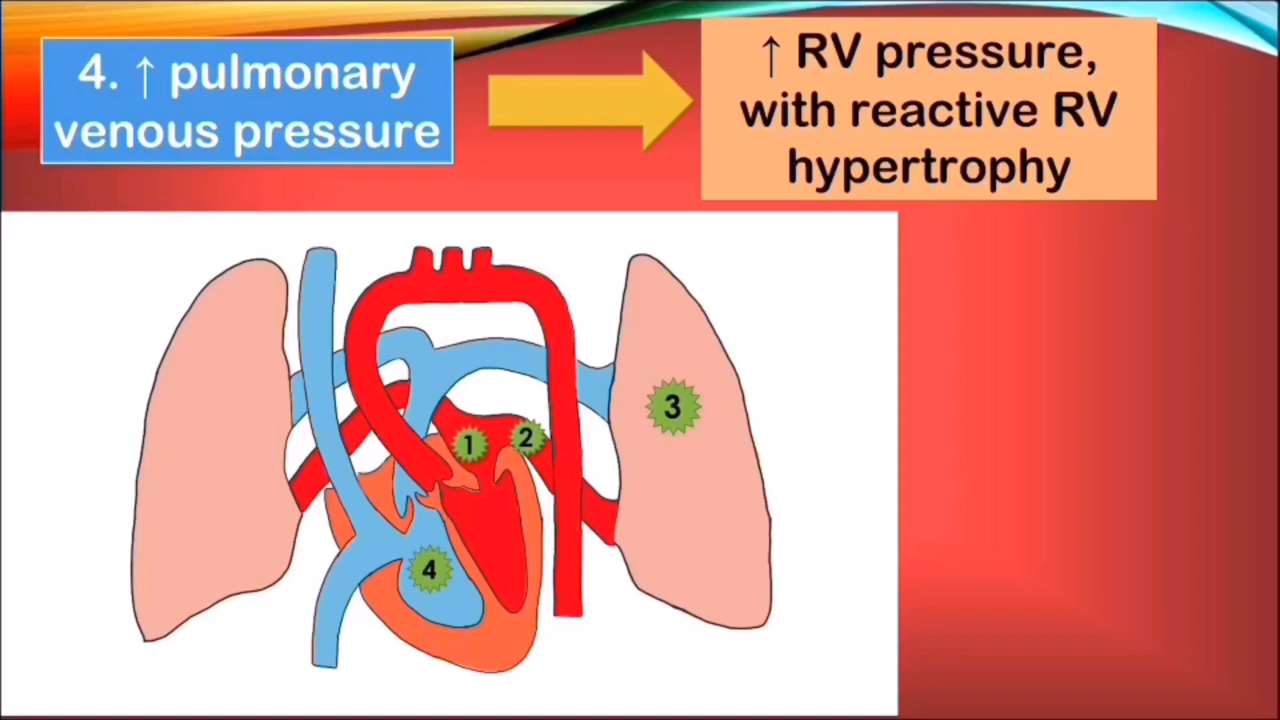 4. ↑ pulmonary
venous pressure
↑ RV pressure,
with reactive RV
hypertrophy
1
2
3
4